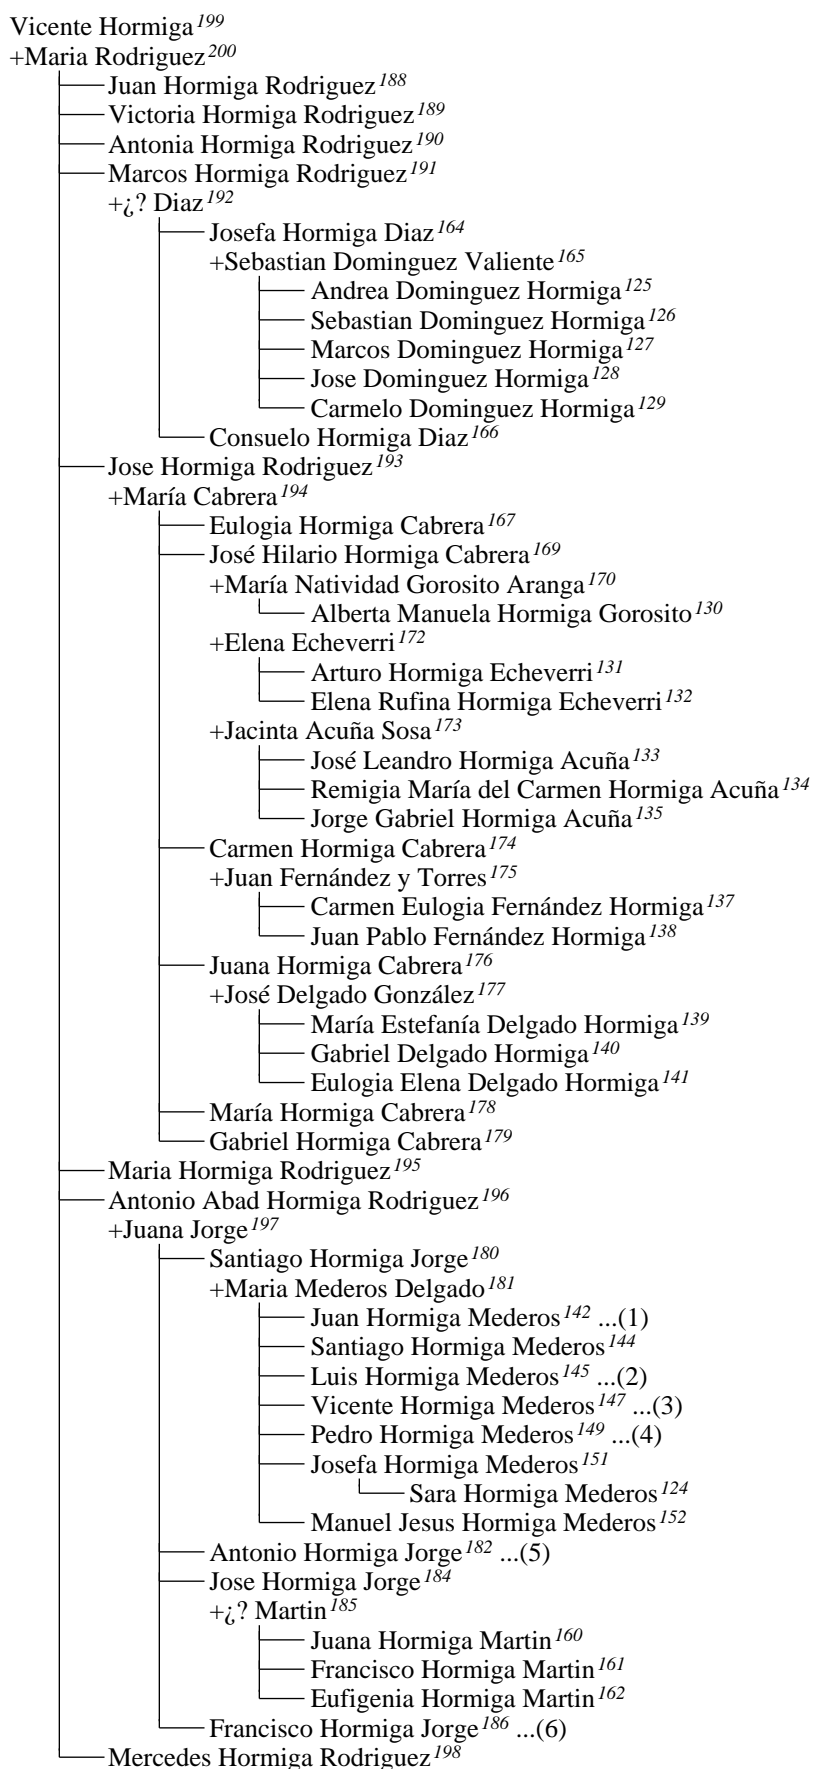 Vicente Hormiga199
+Maria Rodriguez200
Juan Hormiga Rodriguez188
Victoria Hormiga Rodriguez189
Antonia Hormiga Rodriguez190
Marcos Hormiga Rodriguez191
+¿? Diaz192
Josefa Hormiga Diaz164
+Sebastian Dominguez Valiente165
Andrea Dominguez Hormiga125
Sebastian Dominguez Hormiga126
Marcos Dominguez Hormiga127
Jose Dominguez Hormiga128
Carmelo Dominguez Hormiga129
Consuelo Hormiga Diaz166
Jose Hormiga Rodriguez193
+María Cabrera194
Eulogia Hormiga Cabrera167
José Hilario Hormiga Cabrera169
+María Natividad Gorosito Aranga170
Alberta Manuela Hormiga Gorosito130
+Elena Echeverri172
Arturo Hormiga Echeverri131
Elena Rufina Hormiga Echeverri132
+Jacinta Acuña Sosa173
José Leandro Hormiga Acuña133
Remigia María del Carmen Hormiga Acuña134
Jorge Gabriel Hormiga Acuña135
Carmen Hormiga Cabrera174
+Juan Fernández y Torres175
Carmen Eulogia Fernández Hormiga137
Juan Pablo Fernández Hormiga138
Juana Hormiga Cabrera176
+José Delgado González177
María Estefanía Delgado Hormiga139
Gabriel Delgado Hormiga140
Eulogia Elena Delgado Hormiga141
María Hormiga Cabrera178
Gabriel Hormiga Cabrera179
Maria Hormiga Rodriguez195
Antonio Abad Hormiga Rodriguez196
+Juana Jorge197
Santiago Hormiga Jorge180
+Maria Mederos Delgado181
Juan Hormiga Mederos142 ...(1)
Santiago Hormiga Mederos144
Luis Hormiga Mederos145 ...(2)
Vicente Hormiga Mederos147 ...(3)
Pedro Hormiga Mederos149 ...(4)
Josefa Hormiga Mederos151
Sara Hormiga Mederos124
Manuel Jesus Hormiga Mederos152
Antonio Hormiga Jorge182 ...(5)
Jose Hormiga Jorge184
+¿? Martin185
Juana Hormiga Martin160
Francisco Hormiga Martin161
Eufigenia Hormiga Martin162
Francisco Hormiga Jorge186 ...(6)
Mercedes Hormiga Rodriguez198